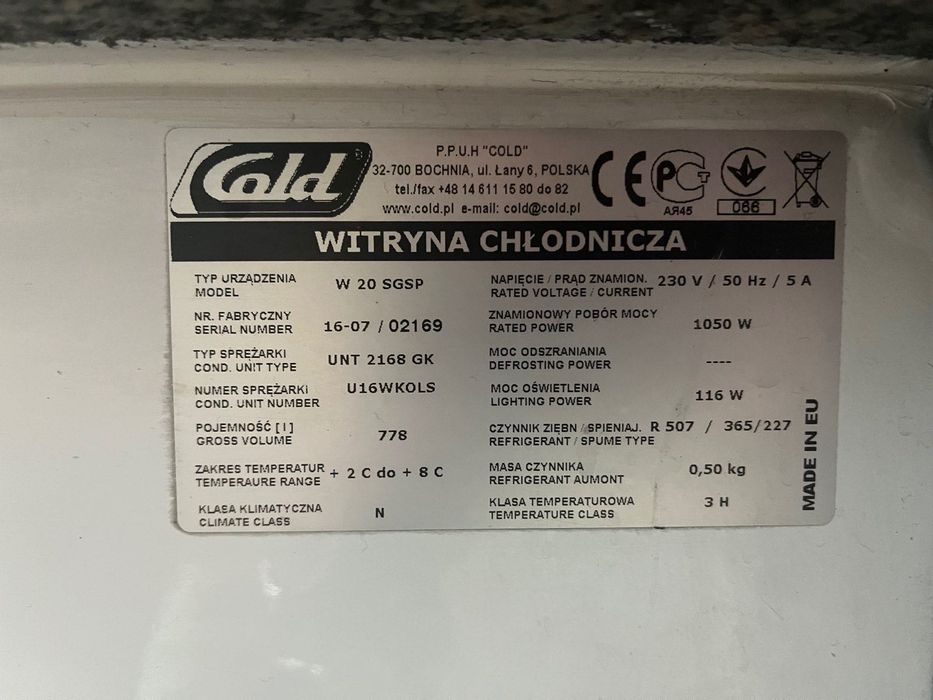 Cold ®
P.P.U.H "COLD"
32-700 BOCHNIA, ul. Łany 6, POLSKA
tel./fax +48 14 611 15 80 do 82
www.cold.pl e-mail: cold@cold.pl
CE
АЯ45
066
WITRYNA CHŁODNICZA
TYP URZĄDZENIA
MODEL
W 20 SGSP
NR. FABRYCZNY
SERIAL NUMBER
16-07 / 02169
TYP SPRĘŻARKI
COND. UNIT TYPE
UNT 2168 GK
NUMER SPRĘŻARKI
COND. UNIT NUMBER
U16WKOLS
POJEMNOŚĆ [ l ]
GROSS VOLUME
778
ZAKRES TEMPERATUR
TEMPERAURE RANGE
+ 2 C do + 8 C
KLASA KLIMATYCZNA
CLIMATE CLASS
N
NAPIĘCIE / PRĄD ZNAMION.
RATED VOLTAGE / CURRENT
230 V / 50 Hz / 5 A
ZNAMIONOWY POBÓR MOCY
RATED POWER
1050 W
MOC ODSZRANIANIA
DEFROSTING POWER
----
MOC OŚWIETLENIA
LIGHTING POWER
116 W
CZYNNIK ZIĘBN / SPIENIAJ.
REFRIGERANT / SPUME TYPE
R 507 / 365/227
MASA CZYNNIKA
REFRIGERANT AUMONT
0,50 kg
KLASA TEMPERATUROWA
TEMPERATURE CLASS
3 H
MADE IN EU